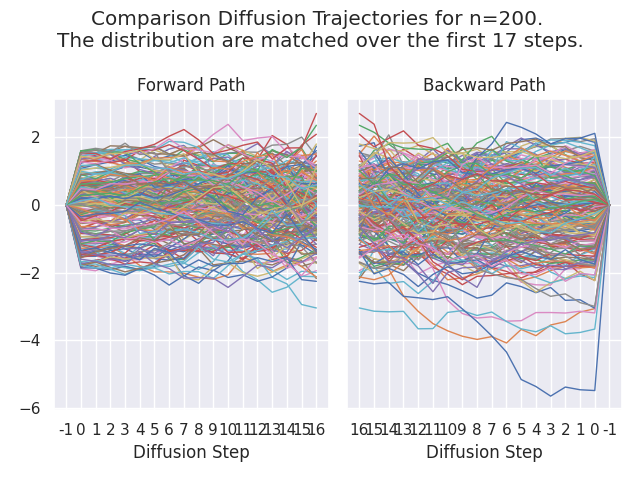 Comparison Diffusion Trajectories for n=200.
The distribution are matched over the first 17 steps.
Forward Path
Backward Path
2
0
−2
−4
−6
-1 0 1 2 3 4 5 6 7 8 9 10 11 12 13 14 15 16
16 15 14 13 12 11 10 9 8 7 6 5 4 3 2 1 0 -1
Diffusion Step
Diffusion Step